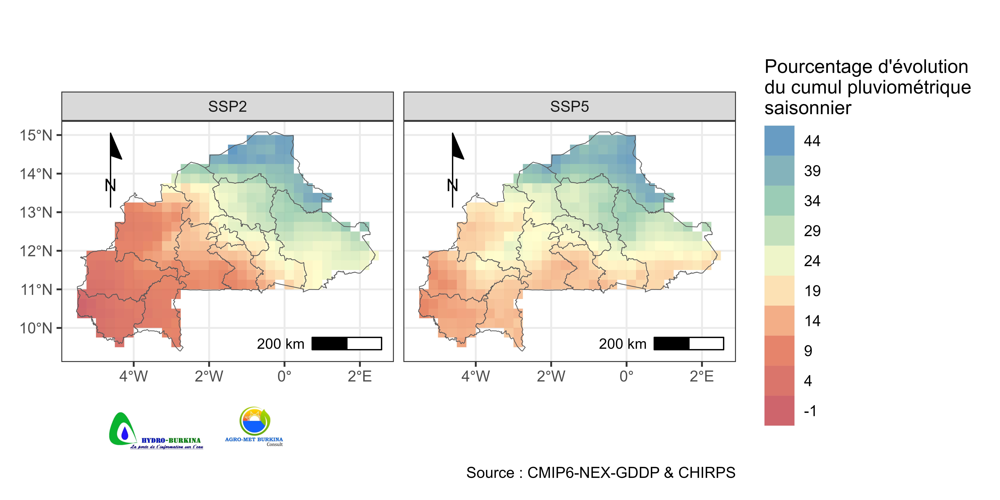 Pourcentage d'évolution
du cumul pluviométrique
saisonnier
SSP2
SSP5
15°N
14°N
13°N
12°N
11°N
10°N
N
N
200 km
200 km
4°W
2°W
0°
2°E
4°W
2°W
0°
2°E
44
39
34
29
24
19
14
9
4
-1
HYDRO-BURKINA
La porte de l'information sur l'eau
AGRO-MET BURKINA
Consult
Source : CMIP6-NEX-GDDP & CHIRPS